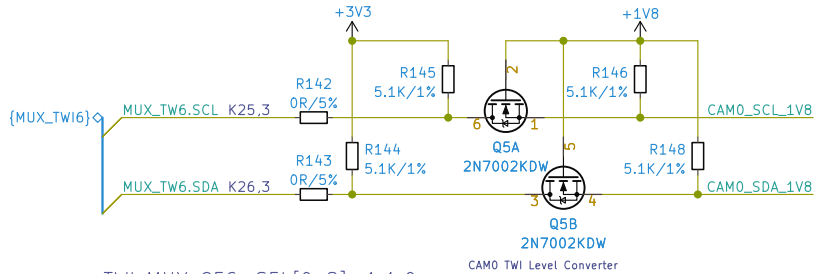 +3V3
+1V8
R142
0R/5%
R145
5.1K/1%
2
R146
5.1K/1%
{MUX_TWI6}
MUX_TW6.SCL K25,3
6
1
CAM0_SCL_1V8
R144
5.1K/1%
Q5A
2N7002KDW
5
R148
5.1K/1%
R143
0R/5%
MUX_TW6.SDA K26,3
3
4
CAM0_SDA_1V8
Q5B
2N7002KDW
CAM0 TWI Level Converter